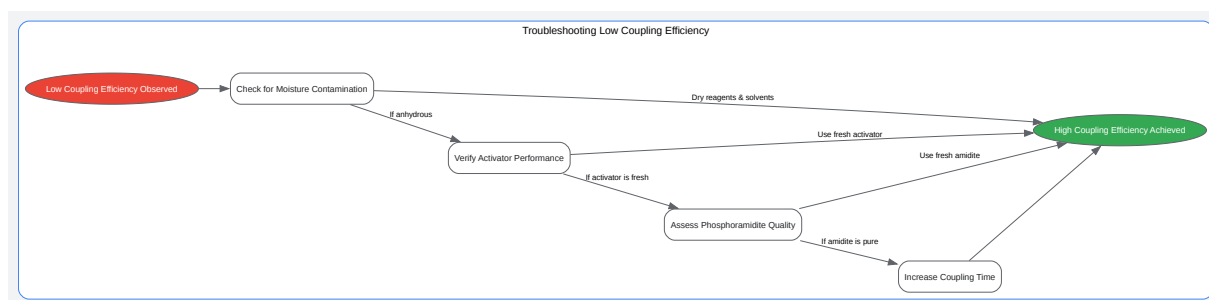 Troubleshooting Low Coupling Efficiency
Low Coupling Efficiency Observed
Check for Moisture Contamination
Dry reagents & solvents
If anhydrous
High Coupling Efficiency Achieved
Use fresh activator
Verify Activator Performance
Use fresh amidite
If activator is fresh
Assess Phosphoramidite Quality
If amidite is pure
Increase Coupling Time